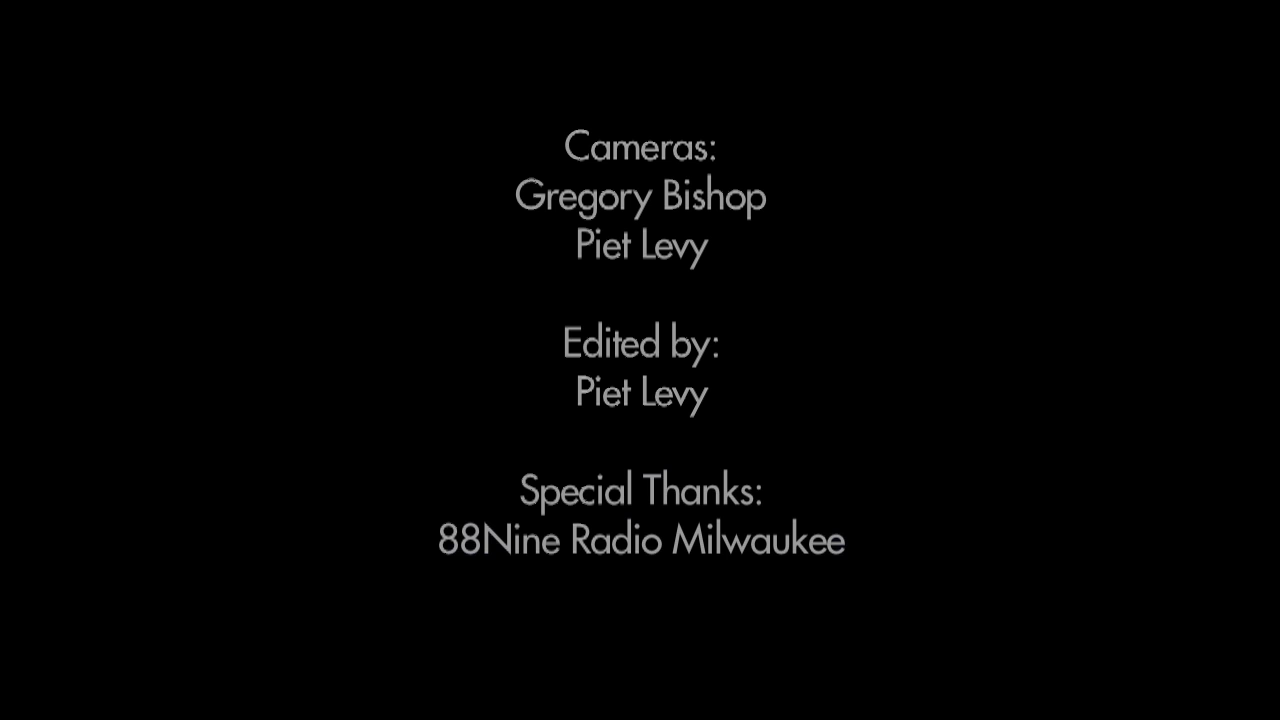 Cameras:
Gregory Bishop
Piet Levy
Edited by:
Piet Levy
Special Thanks:
88Nine Radio Milwaukee